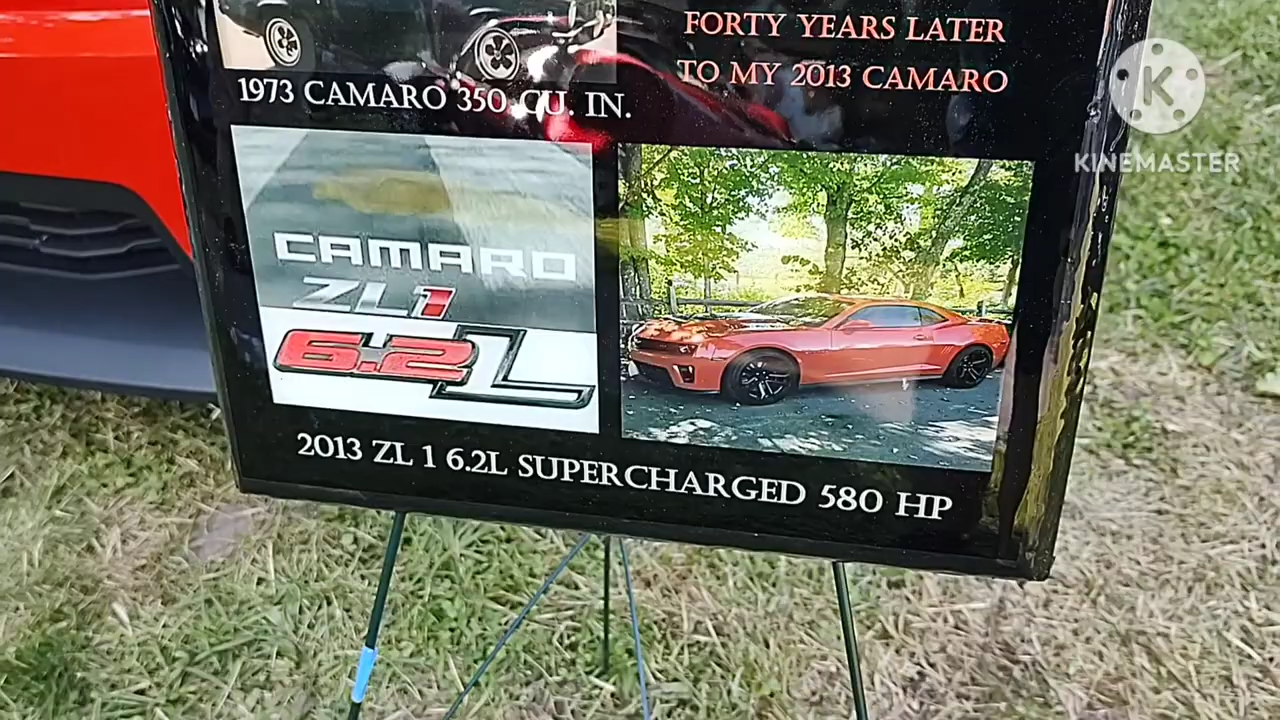 FORTY YEARS LATER
TO MY 2013 CAMARO
1973 CAMARO 350 CU. IN.
K
KINEMASTER
CAMARO
ZL1
6.2L
2013 ZL 1 6.2L SUPERCHARGED 580 HP